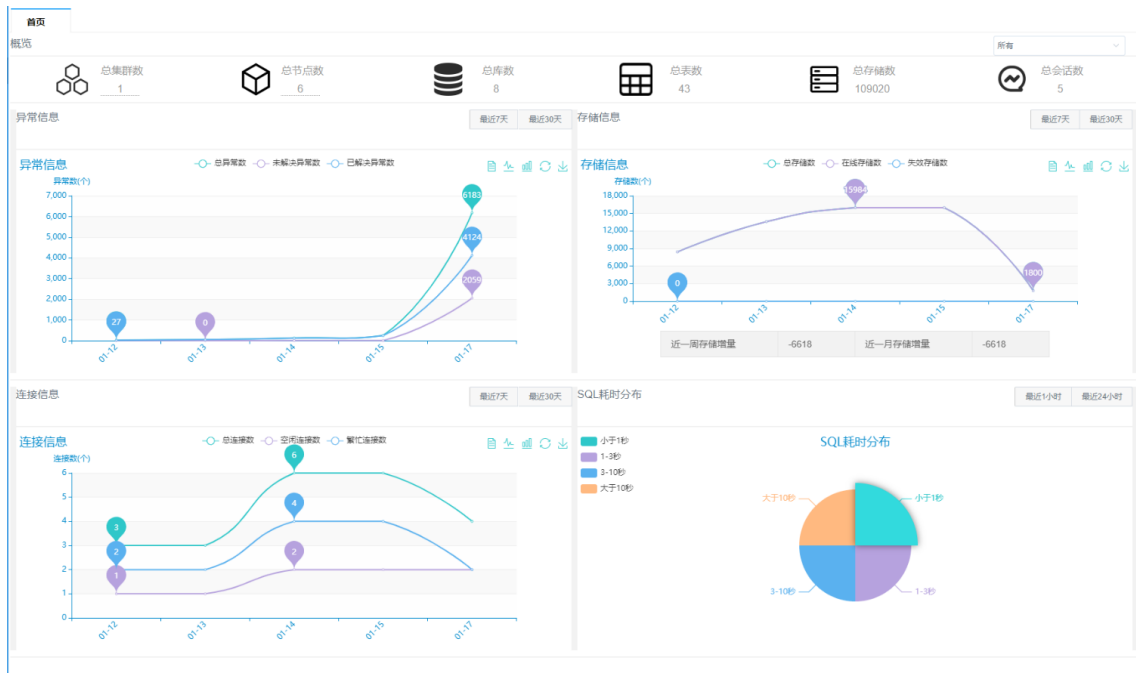 首页
概览
所有
总集群数
1
总节点数
6
总库数
8
总表数
43
总存储数
109020
总会话数
5
异常信息
最近7天 最近30天
异常信息
总异常数 未解决异常数 已解决异常数
异常数(个)
7,000
6,000
5,000
4,000
3,000
2,000
1,000
0
27
0
6183
4124
2059
01-12
01-13
01-14
01-15
01-17
存储信息
最近7天 最近30天
存储信息
总存储数 在线存储数 失效存储数
存储数(个)
18,000
15,000
12,000
9,000
6,000
3,000
0
0
15984
1800
01-12
01-13
01-14
01-15
01-17
近一周存储增量 -6618 近一月存储增量 -6618
连接信息
最近7天 最近30天
连接信息
总连接数 空闲连接数 繁忙连接数
连接数(个)
6
5
4
3
2
1
0
3
2
1
6
4
2
01-12
01-13
01-14
01-15
01-17
SQL耗时分布
最近1小时 最近24小时
小于1秒
1-3秒
3-10秒
大于10秒
SQL耗时分布
大于10秒
小于1秒
3-10秒
1-3秒